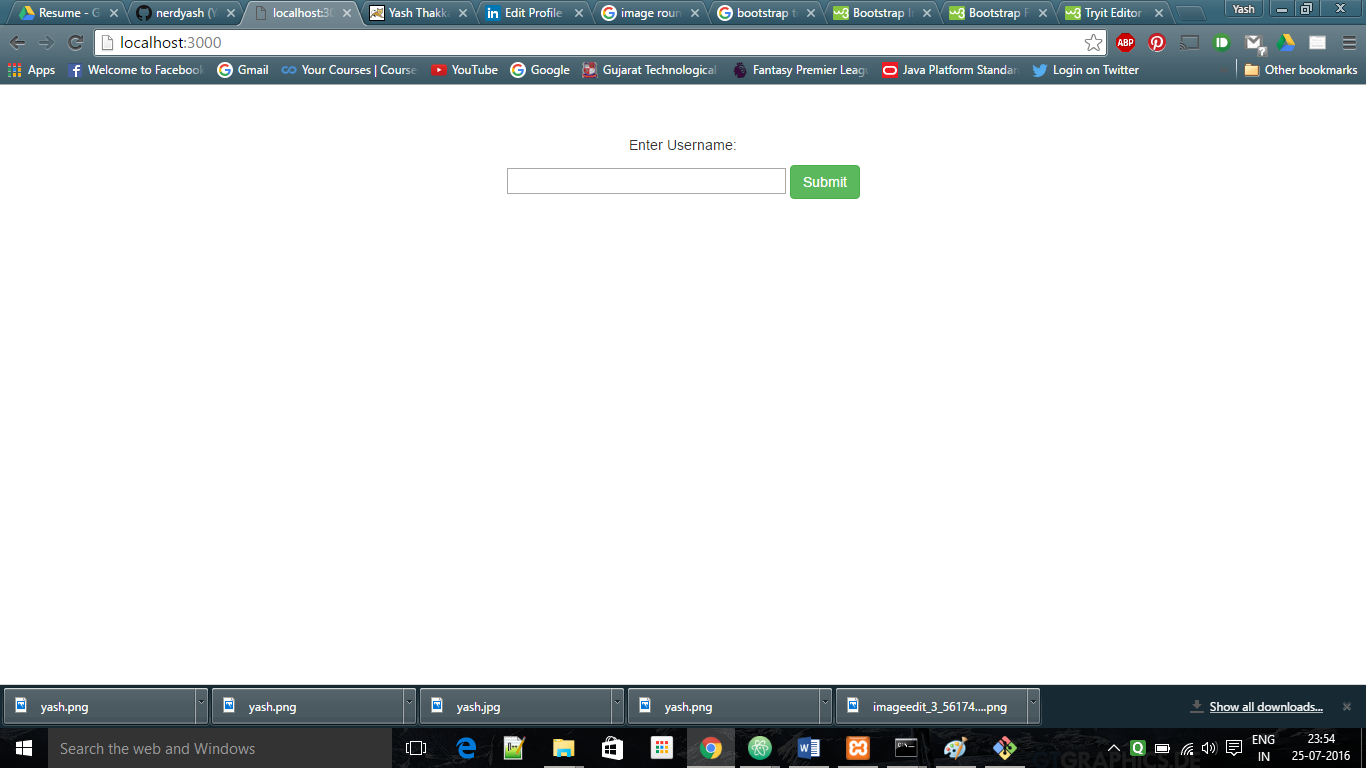 Resume - G
nerdyash (Y
localhost:30
Yash Thakk
Edit Profile
image roun
bootstrap t
Bootstrap I
Bootstrap F
Tryit Editor
Yash
localhost:3000
ABP
Apps
Welcome to Facebook
Gmail
Your Courses | Course
YouTube
Google
Gujarat Technological
Fantasy Premier Leag
Java Platform Standar
Login on Twitter
Other bookmarks
Enter Username:
Submit
yash.png
yash.png
yash.jpg
yash.png
imageedit_3_56174....png
Show all downloads...
Search the web and Windows
ENG
IN
23:54
25-07-2016
GRAPHICS.DE